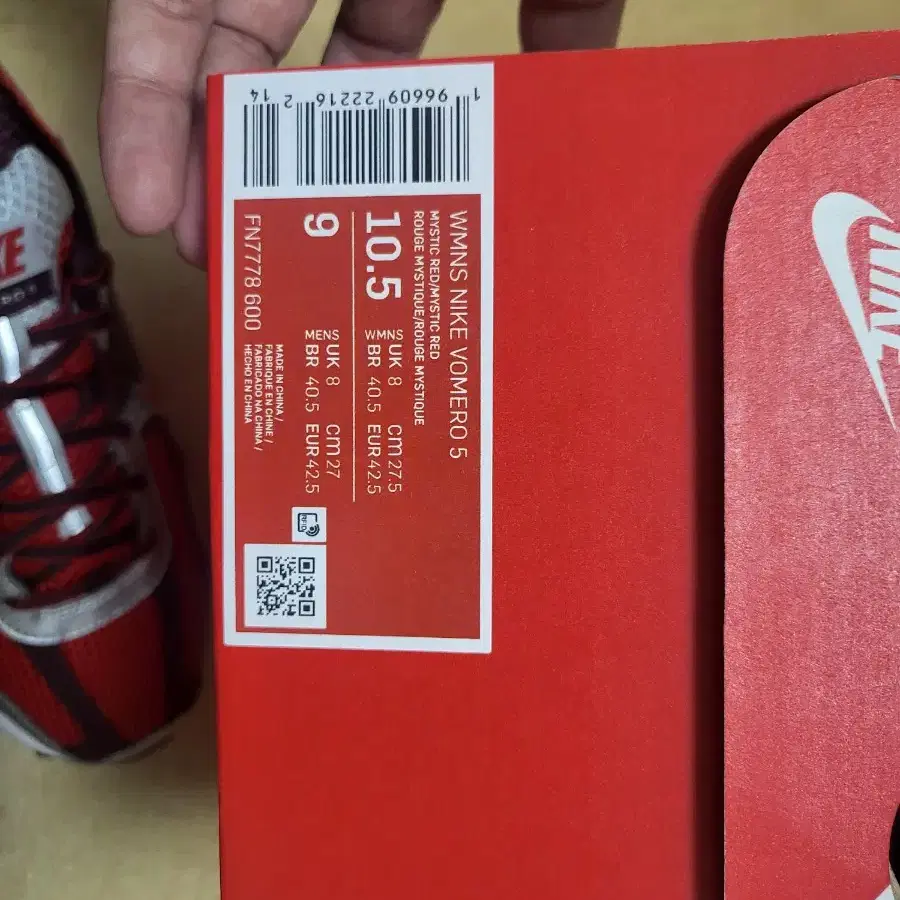 1 96609 22216 2 14
WMNS NIKE VOMERO 5
MYSTIC RED/MYSTIC RED
ROUGE MYSTIQUE/ROUGE MYSTIQUE
10.5
WMNS UK 8 CM 27.5
BR 40.5 EUR 42.5
9
MENS UK 8 CM 27
BR 40.5 EUR 42.5
FN7778 600
MADE IN CHINA /
FABRIQUE EN CHINE /
FABRICADO NA CHINA /
HECHO EN CHINA
RFID
NIKE